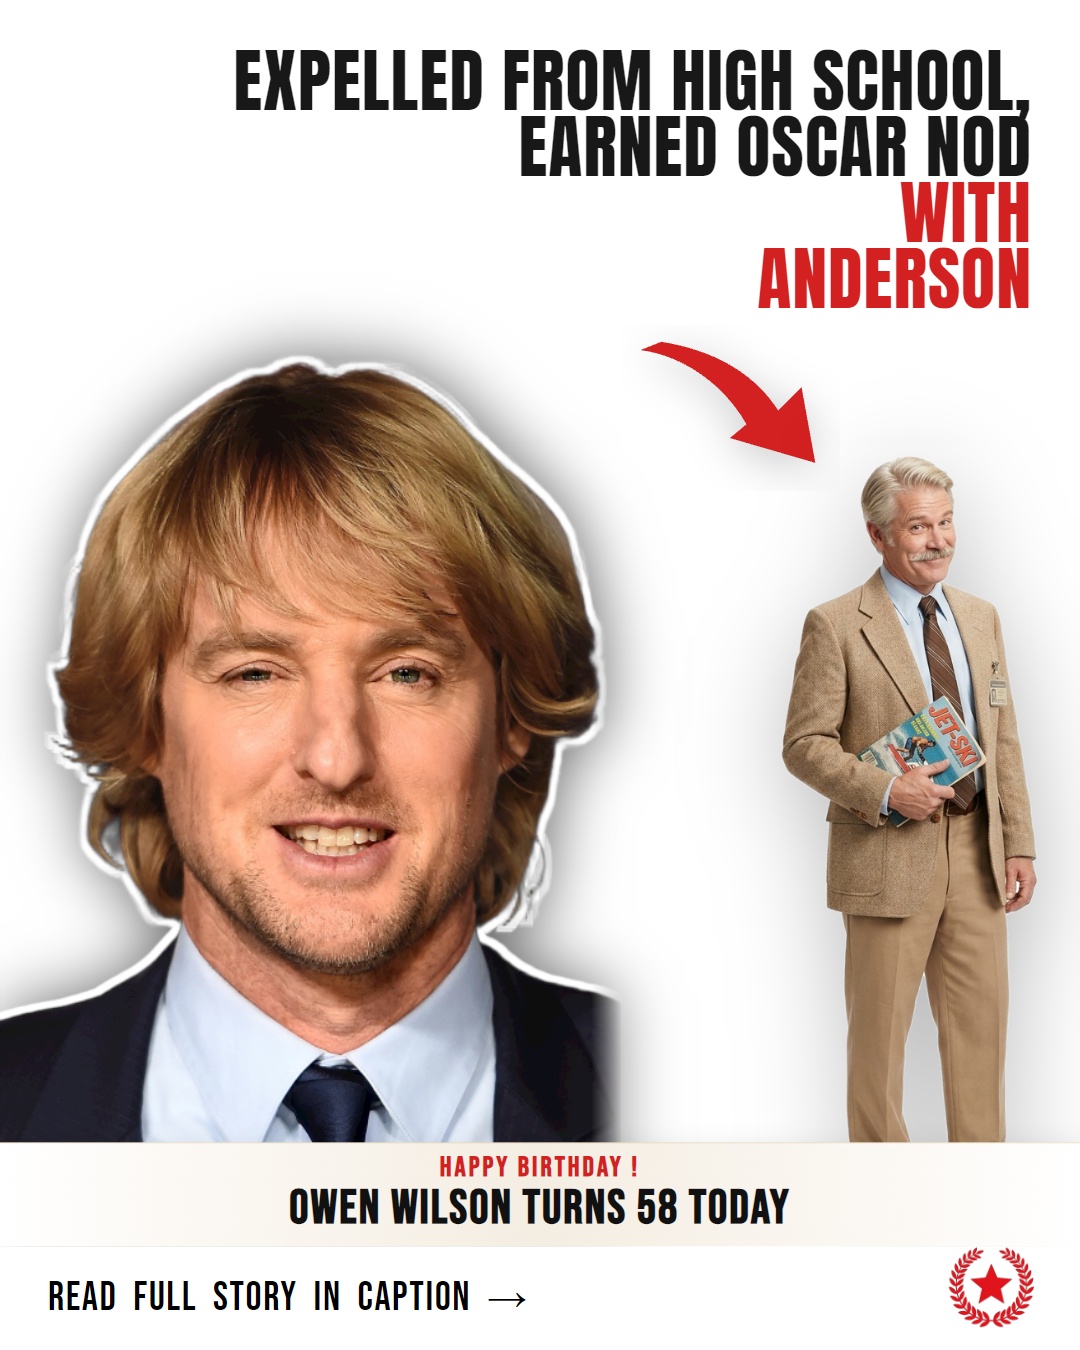 EXPELLED FROM HIGH SCHOOL,
EARNED OSCAR NOD
WITH
ANDERSON
JET-SKI
HAPPY BIRTHDAY !
OWEN WILSON TURNS 58 TODAY
READ FULL STORY IN CAPTION →